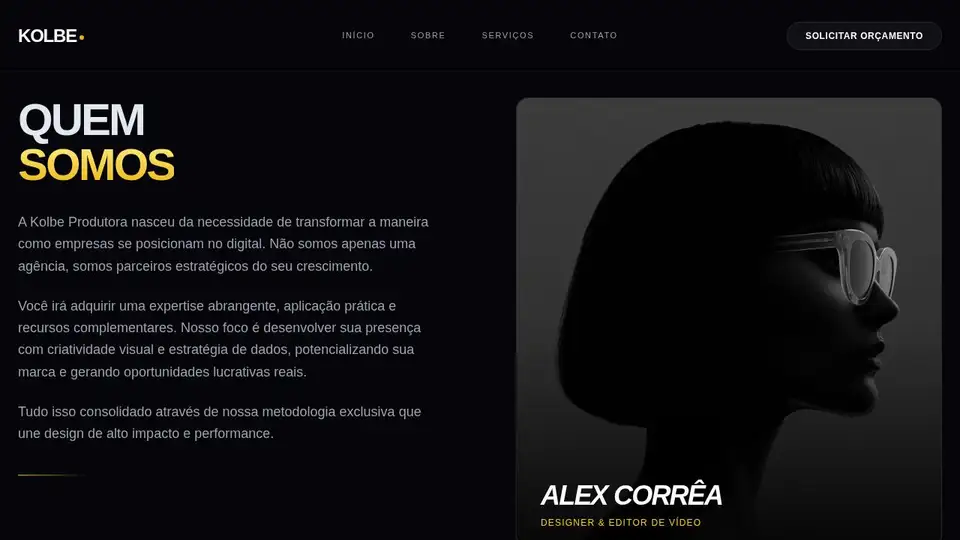 KOLBE
INÍCIO
SOBRE
SERVIÇOS
CONTATO
SOLICITAR ORÇAMENTO
QUEM
SOMOS
A Kolbe Produtora nasceu da necessidade de transformar a maneira
como empresas se posicionam no digital. Não somos apenas uma
agência, somos parceiros estratégicos do seu crescimento.
Você irá adquirir uma expertise abrangente, aplicação prática e
recursos complementares. Nosso foco é desenvolver sua presença
com criatividade visual e estratégia de dados, potencializando sua
marca e gerando oportunidades lucrativas reais.
Tudo isso consolidado através de nossa metodologia exclusiva que
une design de alto impacto e performance.
ALEX CORRÊA
DESIGNER & EDITOR DE VÍDEO